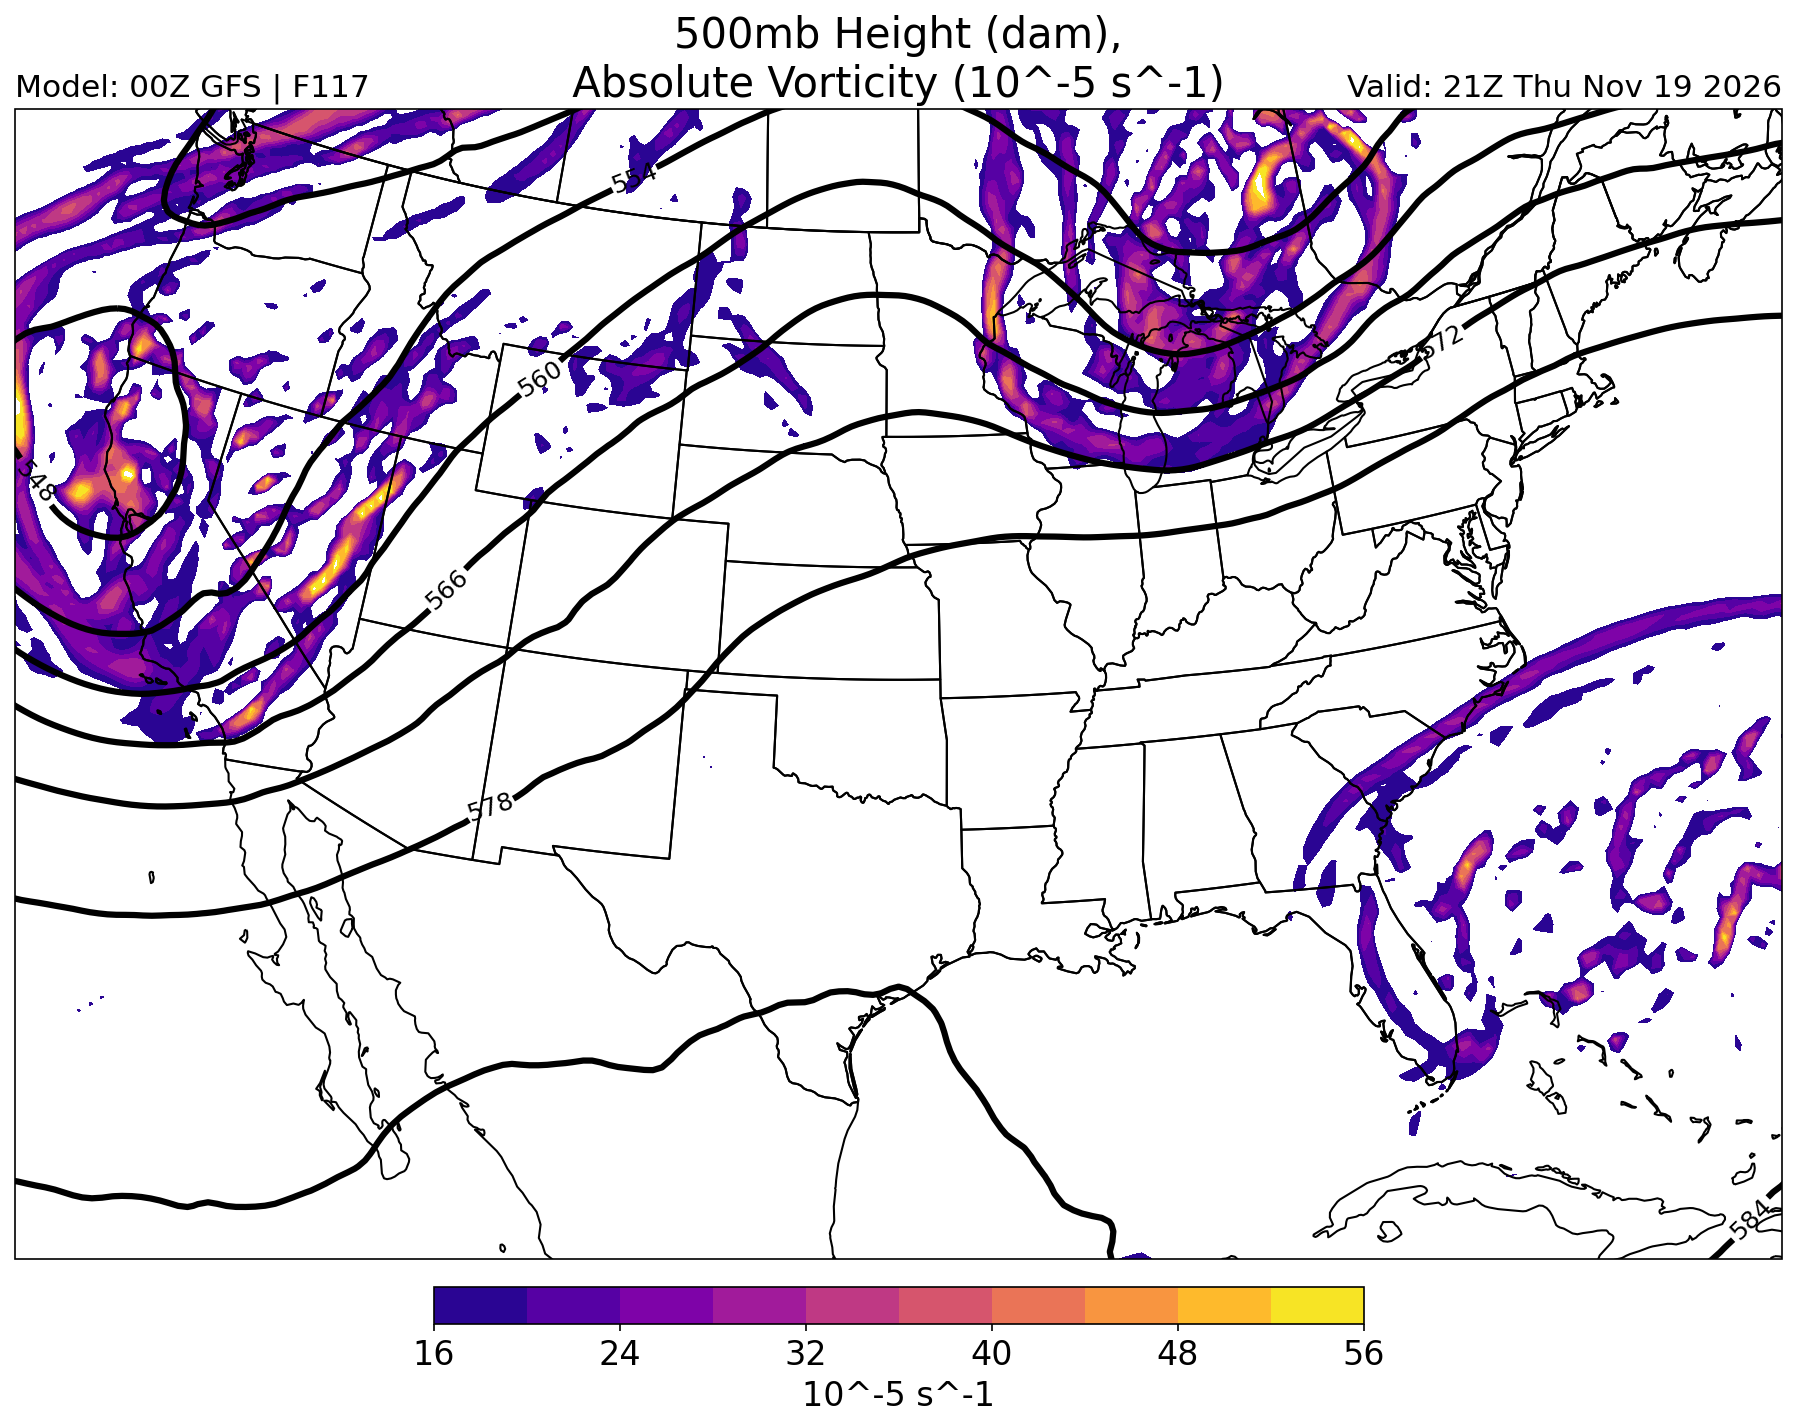 500mb Height (dam),
Model: 00Z GFS | F117
Absolute Vorticity (10^-5 s^-1)
Valid: 21Z Thu Nov 19 2026
554
560
572
548
566
578
584
16 24 32 40 48 56
10^-5 s^-1